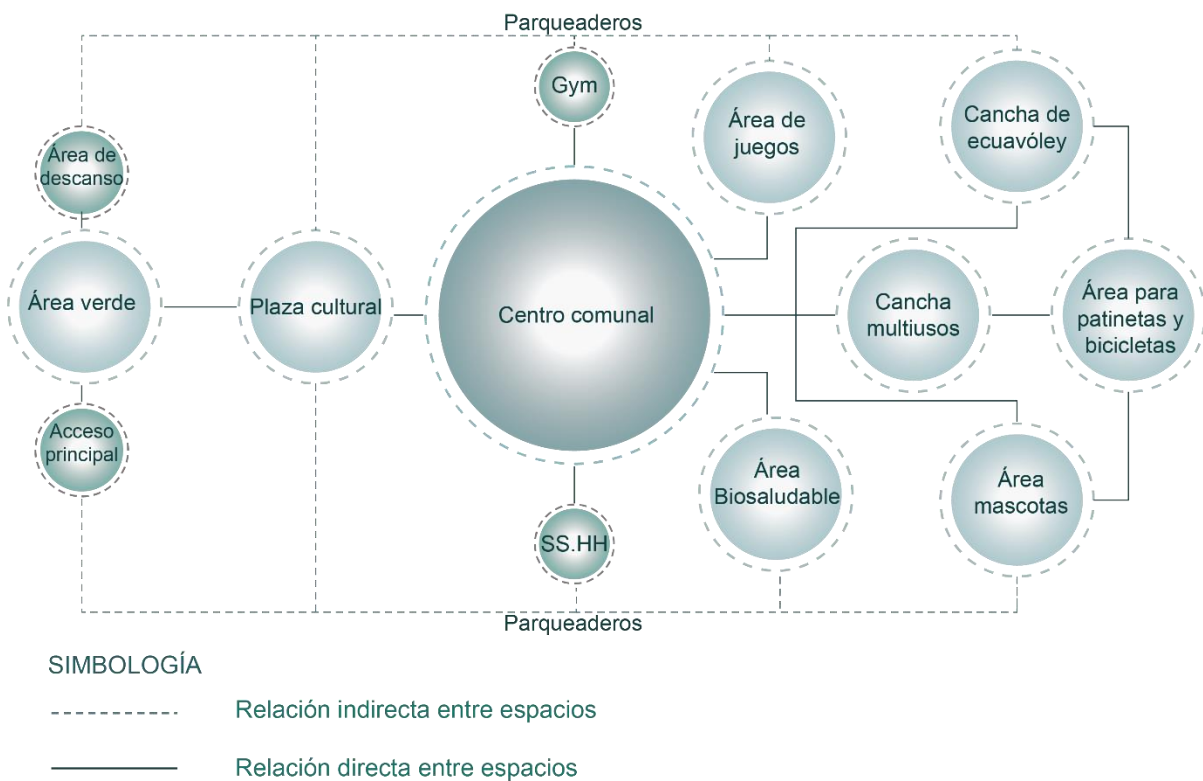 Parqueaderos
Gym
Área de
juegos
Cancha de
ecuavóley
Área de
descanso
Área verde
Plaza cultural
Centro comunal
Cancha
multiusos
Área para
patinetas y
bicicletas
Acceso
principal
Área
Biosaludable
Área
mascotas
SS.HH
Parqueaderos
SIMBOLOGÍA
Relación indirecta entre espacios
Relación directa entre espacios